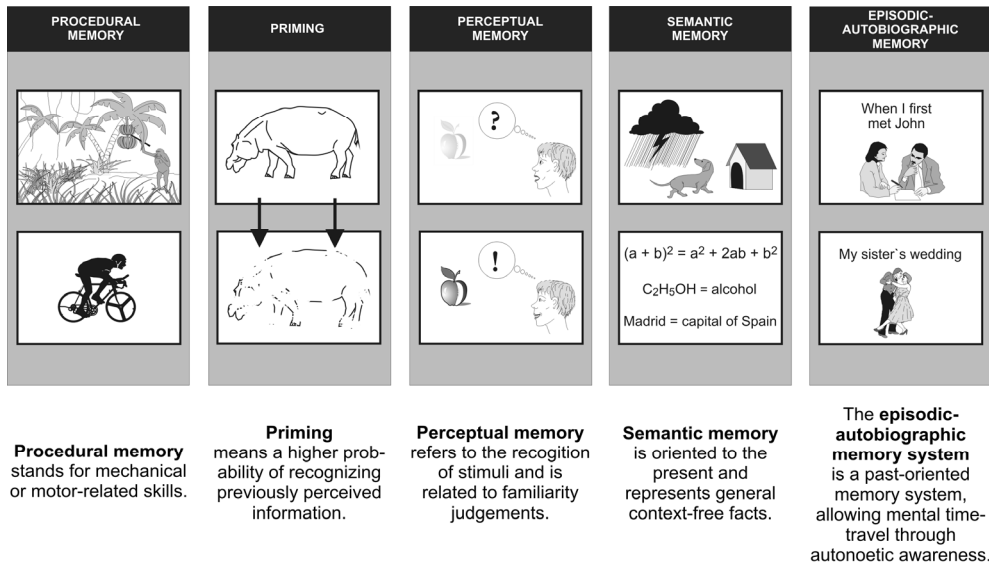 PROCEDURAL
MEMORY
PRIMING
PERCEPTUAL
MEMORY
SEMANTIC
MEMORY
EPISODIC-
AUTOBIOGRAPHIC
MEMORY
?
!
(a + b)² = a² + 2ab + b²
C₂H₅OH = alcohol
Madrid = capital of Spain
When I first
met John
My sister`s wedding
Procedural memory
stands for mechanical
or motor-related skills.
Priming
means a higher prob-
ability of recognizing
previously perceived
information.
Perceptual memory
refers to the recogition
of stimuli and is
related to familiarity
judgements.
Semantic memory
is oriented to the
present and
represents general
context-free facts.
The episodic-
autobiographic
memory system
is a past-oriented
memory system,
allowing mental time-
travel through
autonoetic awareness.